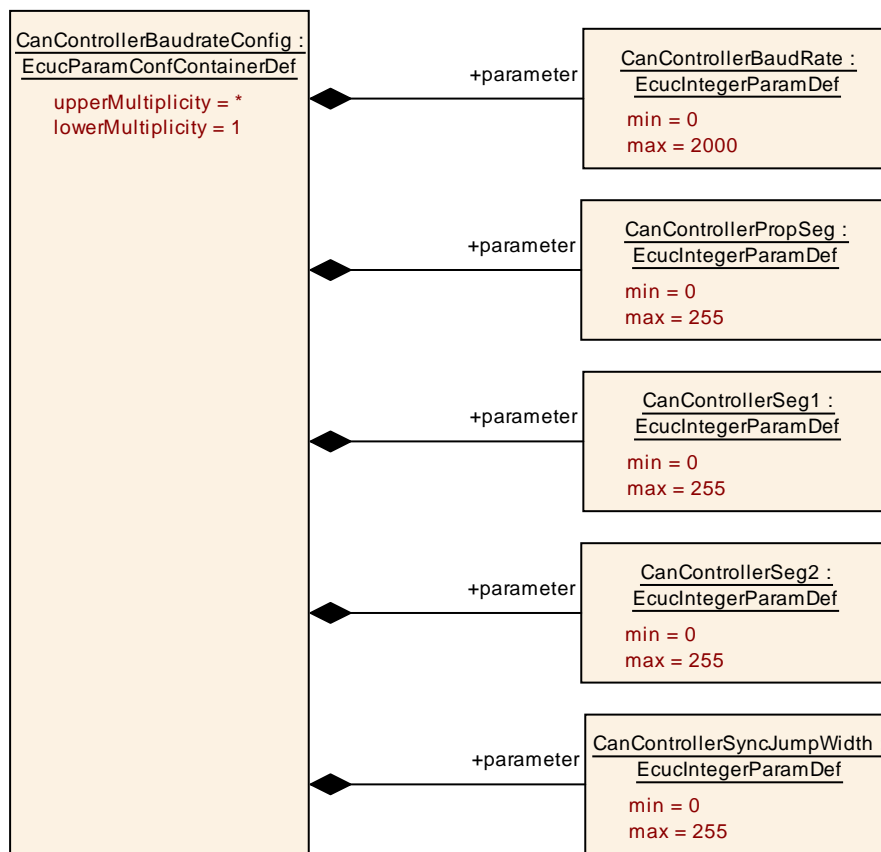 CanControllerBaudrateConfig :
EcucParamConfContainerDef
upperMultiplicity = *
lowerMultiplicity = 1
+parameter
CanControllerBaudRate :
EcucIntegerParamDef
min = 0
max = 2000
+parameter
CanControllerPropSeg :
EcucIntegerParamDef
min = 0
max = 255
+parameter
CanControllerSeg1 :
EcucIntegerParamDef
min = 0
max = 255
+parameter
CanControllerSeg2 :
EcucIntegerParamDef
min = 0
max = 255
+parameter
CanControllerSyncJumpWidth
EcucIntegerParamDef
min = 0
max = 255